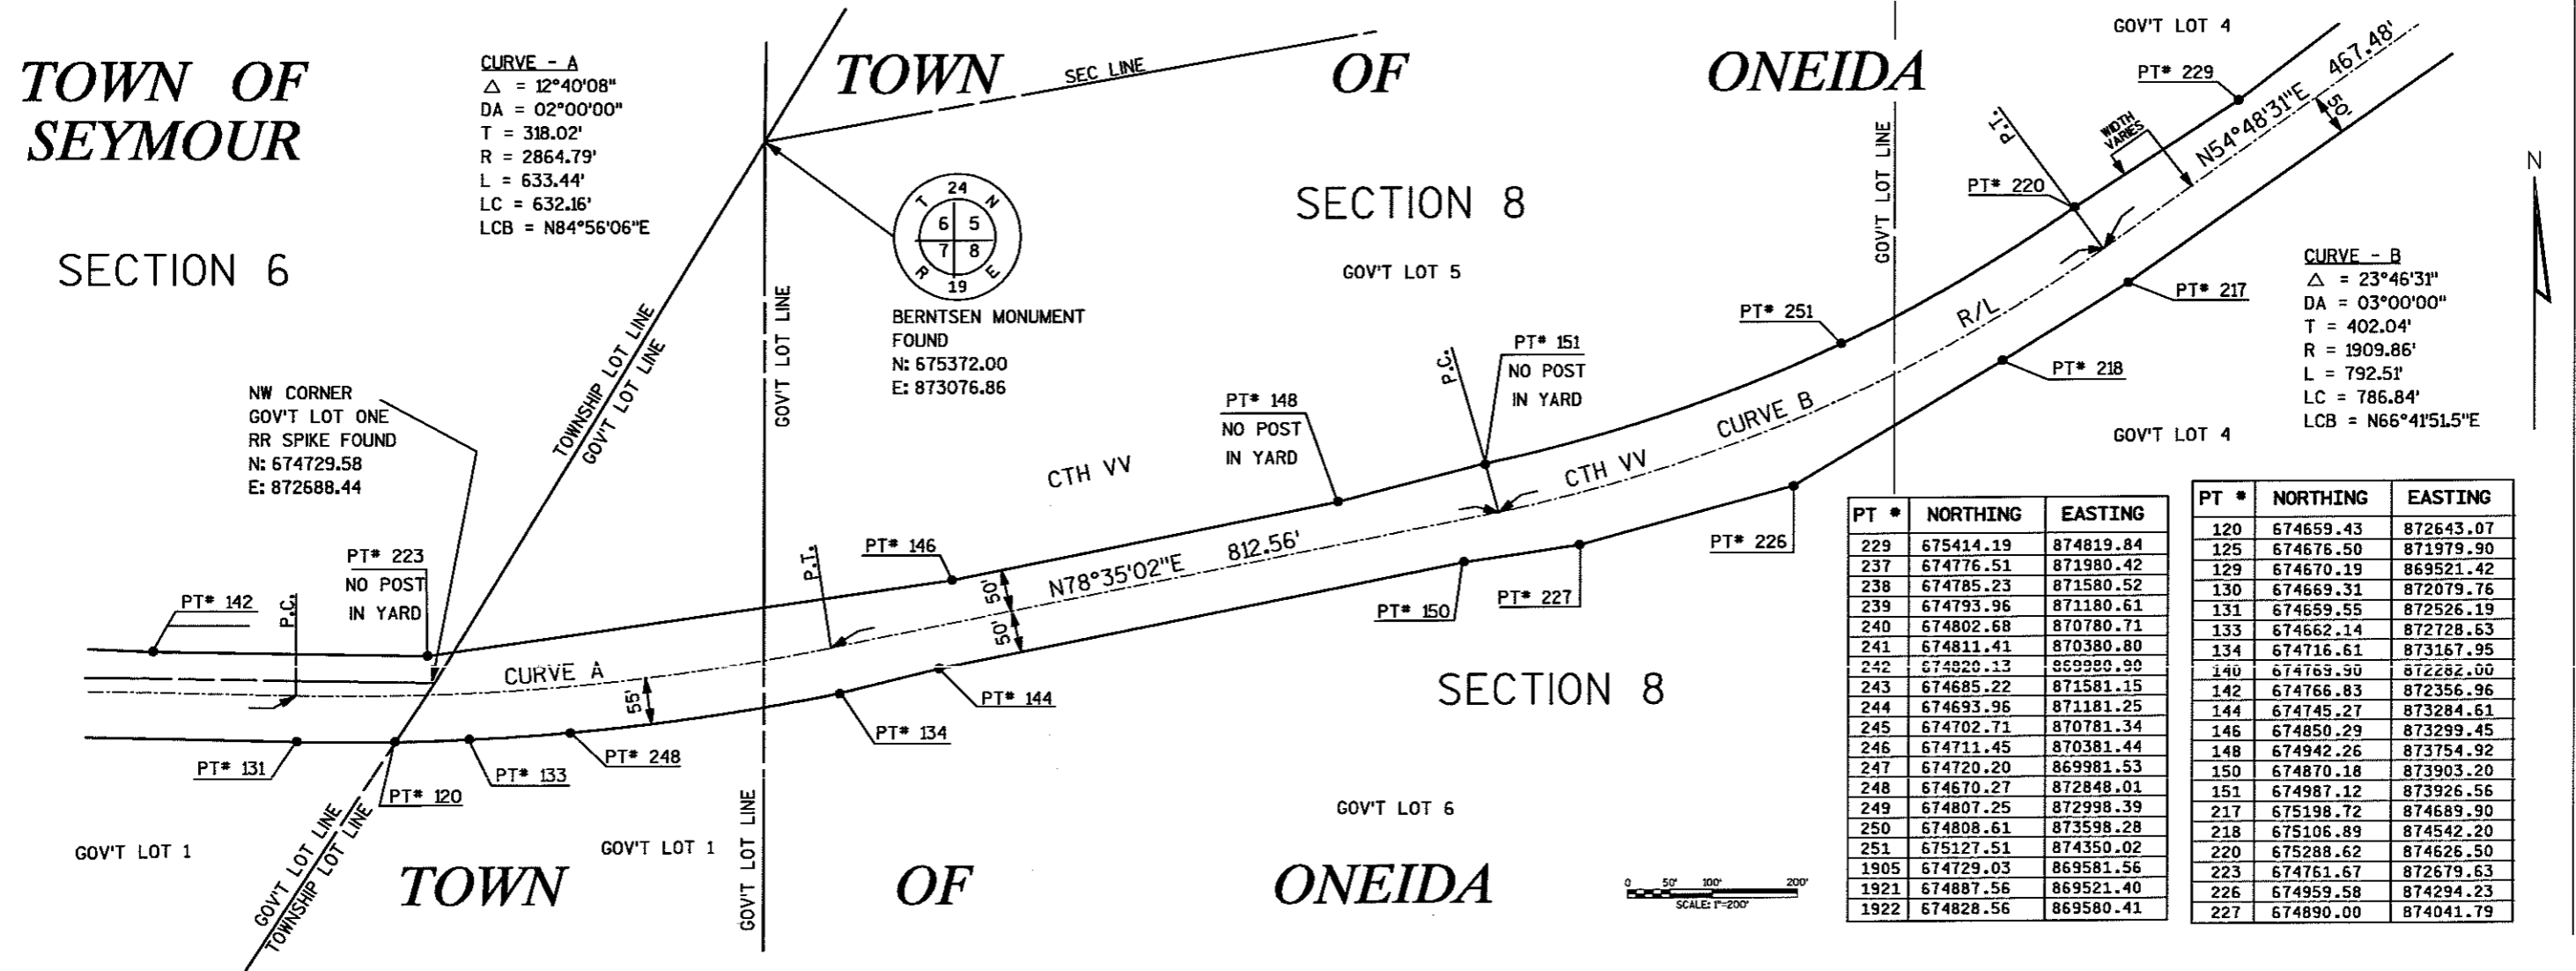 TOWN OF
SEYMOUR
SECTION 6
CURVE - A
△ = 12°40'08"
DA = 02°00'00"
T = 318.02'
R = 2864.79'
L = 633.44'
LC = 632.16'
LCB = N84°56'06"E
TOWN OF ONEIDA
SEC LINE
GOV'T LOT 4
PT# 229
467.48'
N54°48'31"E
50'
WIDTH
VARIES
P.I.
PT# 220
GOV'T LOT LINE
N
24
T N
6 5
7 8
R E
19
BERNTSEN MONUMENT
FOUND
N: 675372.00
E: 873076.86
SECTION 8
GOV'T LOT 5
CURVE - B
△ = 23°46'31"
DA = 03°00'00"
T = 402.04'
R = 1909.86'
L = 792.51'
LC = 786.84'
LCB = N66°41'51.5"E
PT# 217
PT# 251
R/L
PT# 218
GOV'T LOT 4
TOWNSHIP LOT LINE
GOV'T LOT LINE
GOV'T LOT LINE
NW CORNER
GOV'T LOT ONE
RR SPIKE FOUND
N: 674729.58
E: 872688.44
P.C.
PT# 151
NO POST
IN YARD
PT# 148
NO POST
IN YARD
CTH VV
CTH VV
CURVE B
PT# 226
PT# 223
NO POST
IN YARD
PT# 142
P.C.
P.T.
PT# 146
50'
50'
N78°35'02"E 812.56'
PT# 150
PT# 227
CURVE A
55'
PT# 144
PT# 134
PT# 248
PT# 133
PT# 131
PT# 120
SECTION 8
GOV'T LOT 6
GOV'T LOT 1
GOV'T LOT LINE
TOWNSHIP LOT LINE
GOV'T LOT 1
GOV'T LOT LINE
TOWN OF ONEIDA
0 50' 100' 200'
SCALE: 1"=200'
PT # NORTHING EASTING
229 675414.19 874819.84
237 674776.51 871980.42
238 674785.23 871580.52
239 674793.96 871180.61
240 674802.68 870780.71
241 674811.41 870380.80
242 674820.13 869980.90
243 674685.22 871581.15
244 674693.96 871181.25
245 674702.71 870781.34
246 674711.45 870381.44
247 674720.20 869981.53
248 674670.27 872848.01
249 674807.25 872998.39
250 674808.61 873598.28
251 675127.51 874350.02
1905 674729.03 869581.56
1921 674887.56 869521.40
1922 674828.56 869580.41
PT # NORTHING EASTING
120 674659.43 872643.07
125 674676.50 871979.90
129 674670.19 869521.42
130 674669.31 872079.76
131 674659.55 872526.19
133 674662.14 872728.63
134 674716.61 873167.95
140 674769.90 872282.00
142 674766.83 872356.96
144 674745.27 873284.61
146 674850.29 873299.45
148 674942.26 873754.92
150 674870.18 873903.20
151 674987.12 873926.56
217 675198.72 874689.90
218 675106.89 874542.20
220 675288.62 874626.50
223 674761.67 872679.63
226 674959.58 874294.23
227 674890.00 874041.79